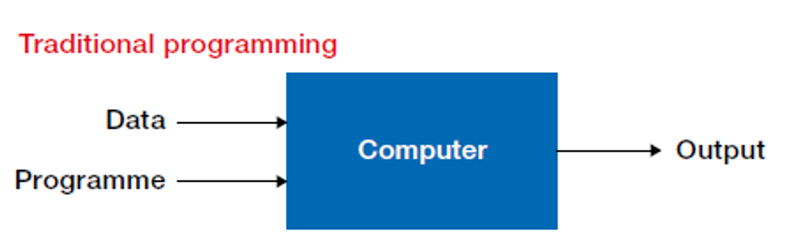 Traditional programming
Data
Programme
Computer
Output